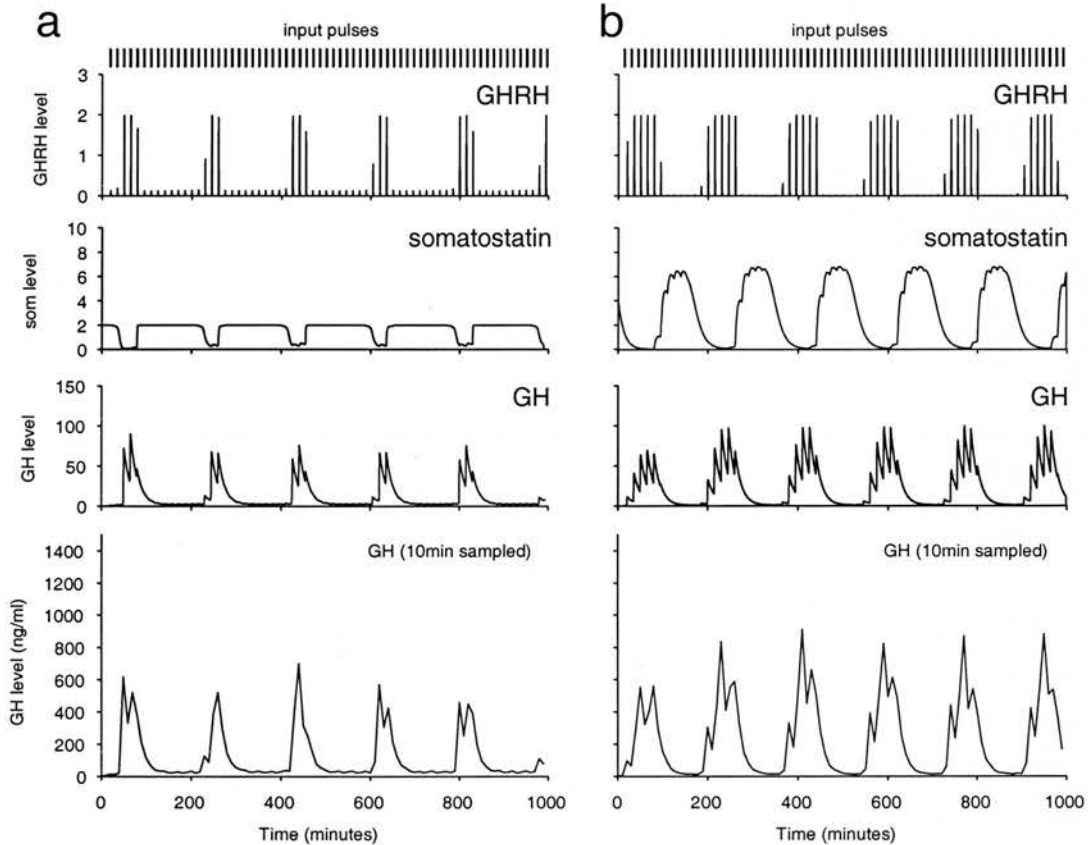 a
input pulses
GHRH
GHRH level
3
2
1
0
somatostatin
som level
10
8
6
4
2
0
GH
GH level
150
100
50
0
GH (10min sampled)
GH level (ng/ml)
1400
1200
1000
800
600
400
200
0
0 200 400 600 800 1000
Time (minutes)
b
input pulses
GHRH
somatostatin
GH
GH (10min sampled)
0 200 400 600 800 1000
Time (minutes)